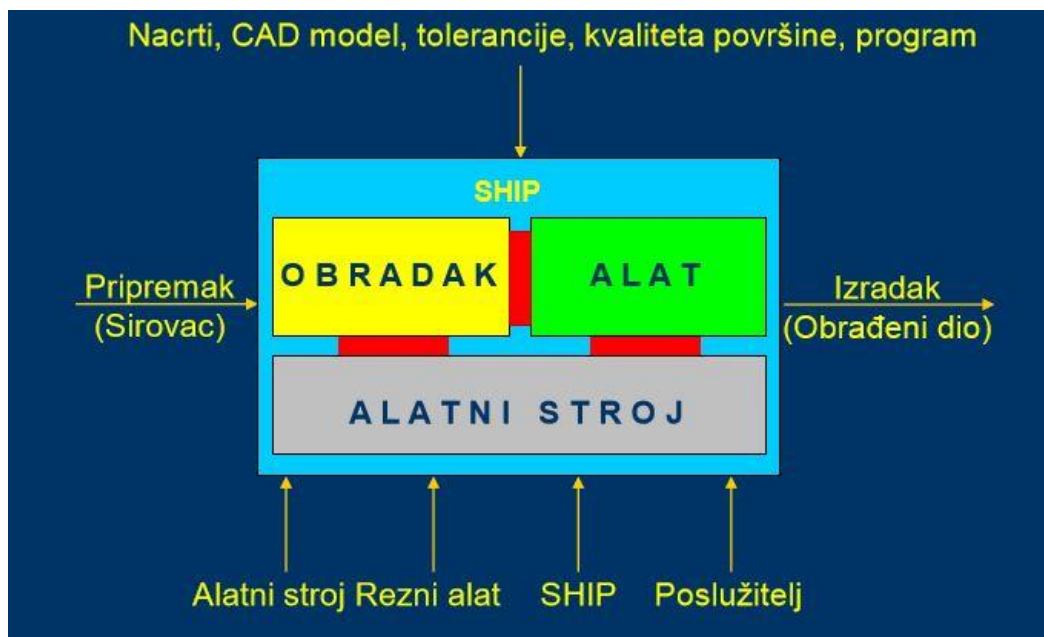 Nacrti, CAD model, tolerancije, kvaliteta površine, program
SHIP
OBRADAK
ALAT
Pripremak
(Sirovac)
Izradak
(Obrađeni dio)
ALATNI STROJ
Alatni stroj Rezni alat SHIP Poslužitelj